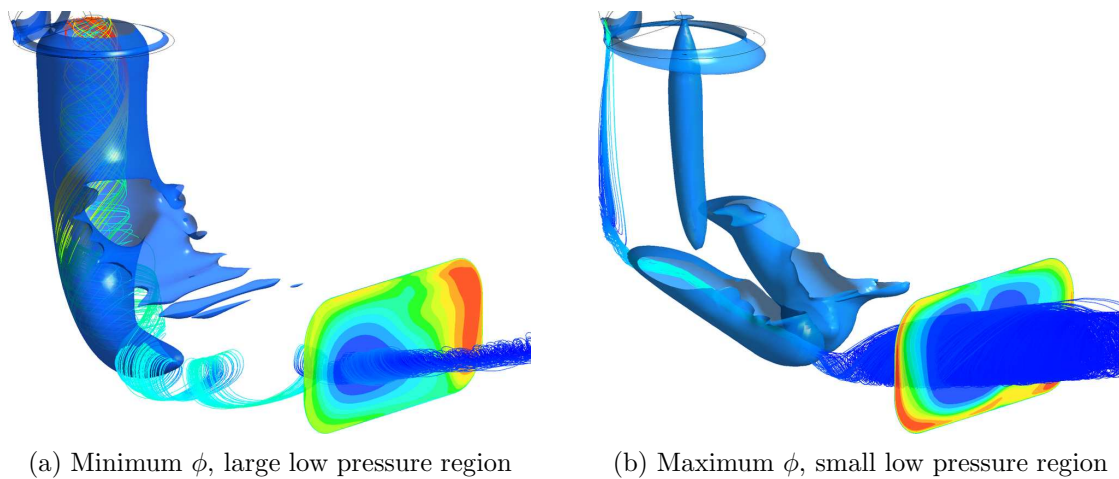 (a) Minimum ϕ, large low pressure region
(b) Maximum ϕ, small low pressure region